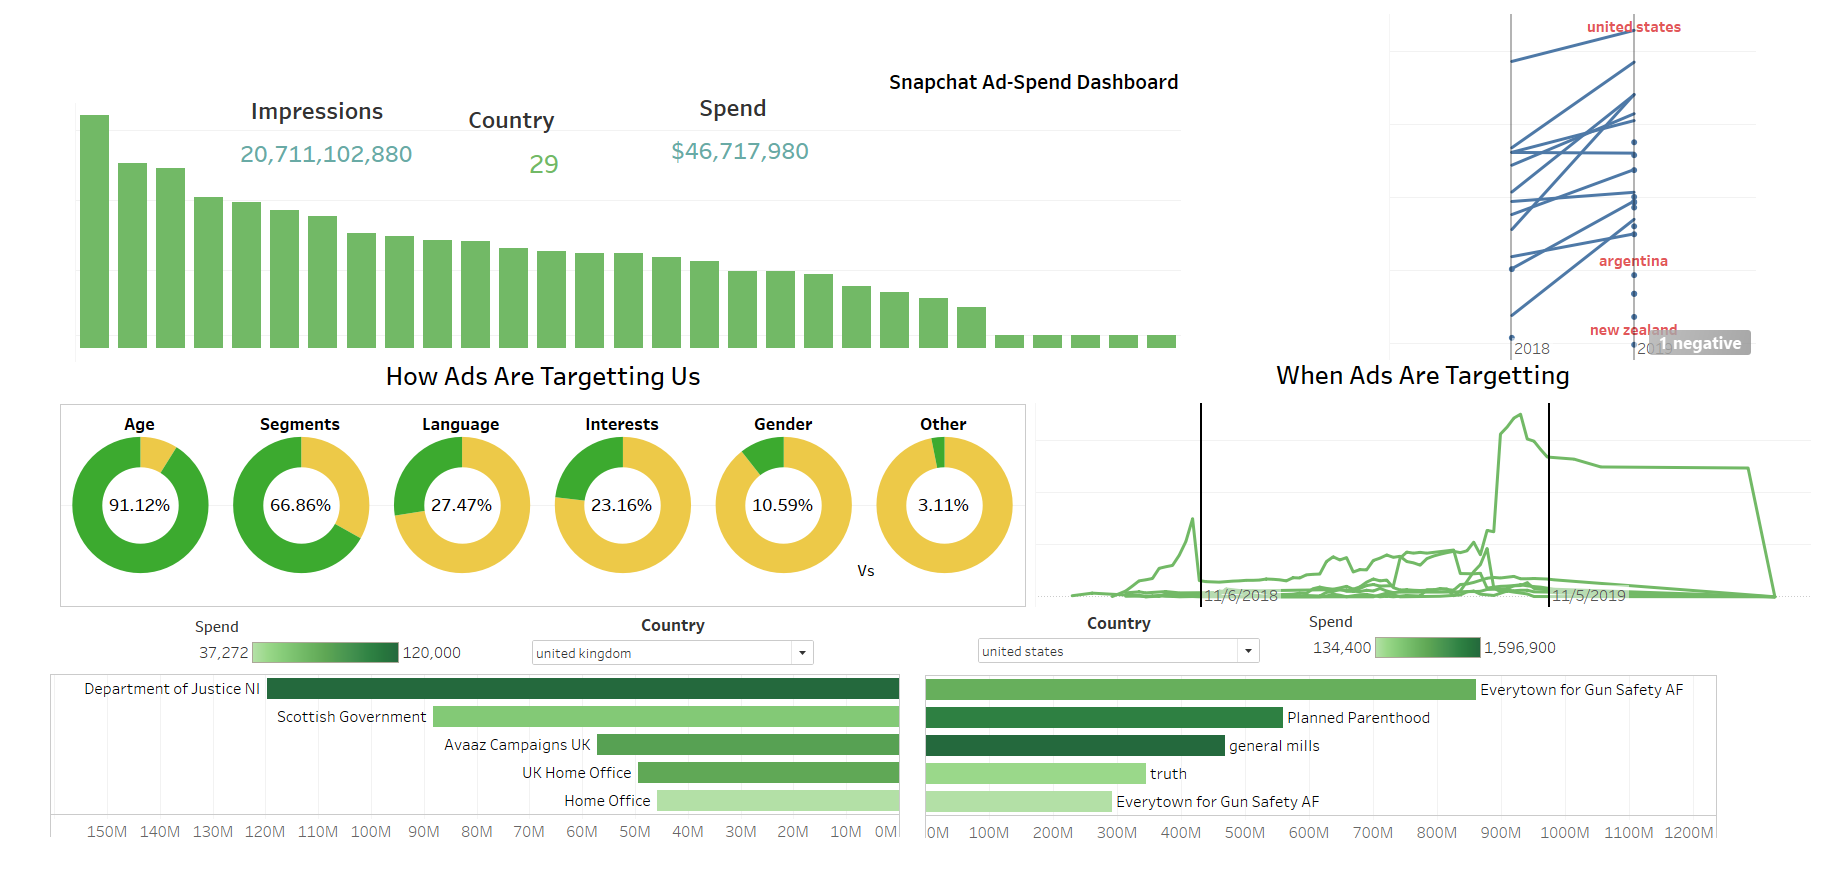 Snapchat Ad-Spend Dashboard
Impressions
20,711,102,880
Country
29
Spend
$46,717,980
united states
argentina
new zealand
1 negative
2018
2019
How Ads Are Targetting Us
Age
Segments
Language
Interests
Gender
Other
91.12%
66.86%
27.47%
23.16%
10.59%
3.11%
Vs
When Ads Are Targetting
11/6/2018
11/5/2019
Spend
37,272
120,000
Country
united kingdom
Department of Justice NI
Scottish Government
Avaaz Campaigns UK
UK Home Office
Home Office
150M 140M 130M 120M 110M 100M 90M 80M 70M 60M 50M 40M 30M 20M 10M 0M
Country
united states
Spend
134,400
1,596,900
Everytown for Gun Safety AF
Planned Parenthood
general mills
truth
Everytown for Gun Safety AF
0M 100M 200M 300M 400M 500M 600M 700M 800M 900M 1000M 1100M 1200M